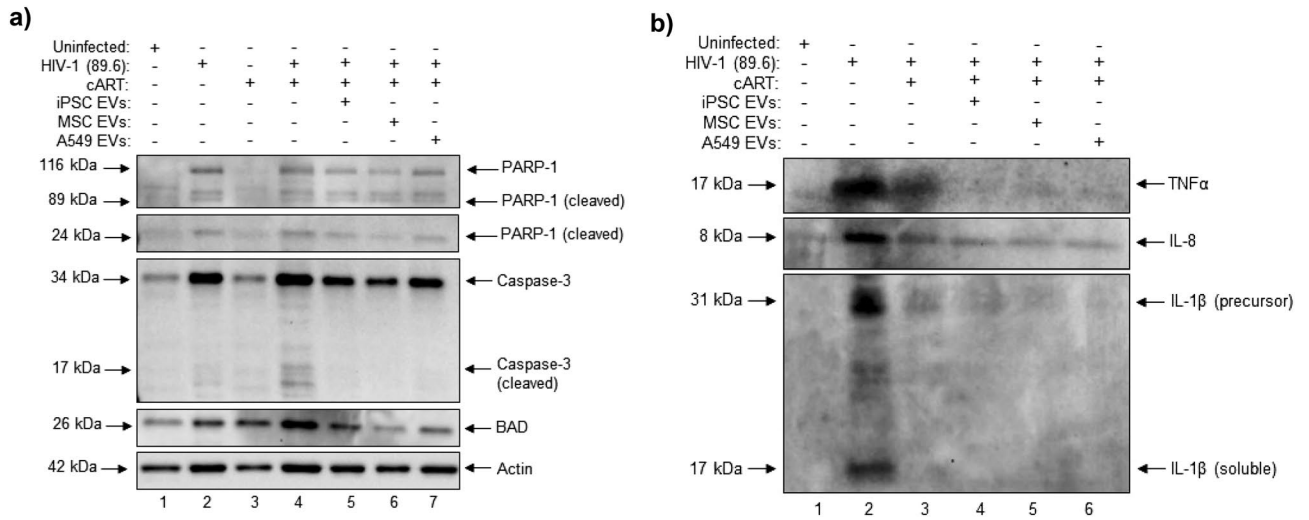 a)
Uninfected: + - - - - - -
HIV-1 (89.6): - + - + + + +
cART: - - + + + + +
iPSC EVs: - - - - + - -
MSC EVs: - - - - - + -
A549 EVs: - - - - - - +
116 kDa PARP-1
89 kDa PARP-1 (cleaved)
24 kDa PARP-1 (cleaved)
34 kDa Caspase-3
17 kDa Caspase-3
(cleaved)
26 kDa BAD
42 kDa Actin
1 2 3 4 5 6 7
b)
Uninfected: + - - - - -
HIV-1 (89.6): - + + + + +
cART: - - + + + +
iPSC EVs: - - - + - -
MSC EVs: - - - - + -
A549 EVs: - - - - - +
17 kDa TNFα
8 kDa IL-8
31 kDa IL-1β (precursor)
17 kDa IL-1β (soluble)
1 2 3 4 5 6